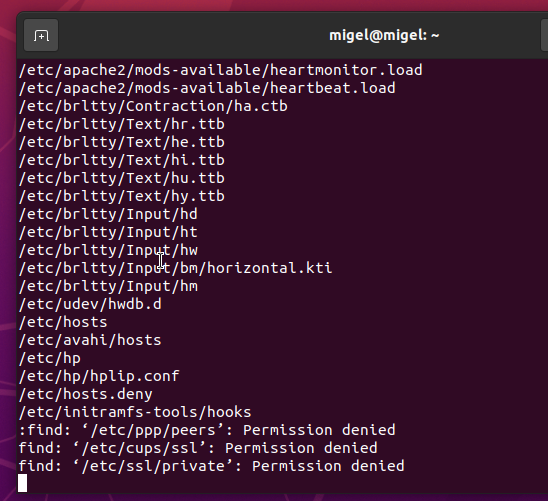 migel@migel: ~
/etc/apache2/mods-available/heartmonitor.load
/etc/apache2/mods-available/heartbeat.load
/etc/brltty/Contraction/ha.ctb
/etc/brltty/Text/hr.ttb
/etc/brltty/Text/he.ttb
/etc/brltty/Text/hi.ttb
/etc/brltty/Text/hu.ttb
/etc/brltty/Text/hy.ttb
/etc/brltty/Input/hd
/etc/brltty/Input/ht
/etc/brltty/Input/hw
/etc/brltty/Input/bm/horizontal.kti
/etc/brltty/Input/hm
/etc/udev/hwdb.d
/etc/hosts
/etc/avahi/hosts
/etc/hp
/etc/hp/hplip.conf
/etc/hosts.deny
/etc/initramfs-tools/hooks
:find: ‘/etc/ppp/peers’: Permission denied
find: ‘/etc/cups/ssl’: Permission denied
find: ‘/etc/ssl/private’: Permission denied